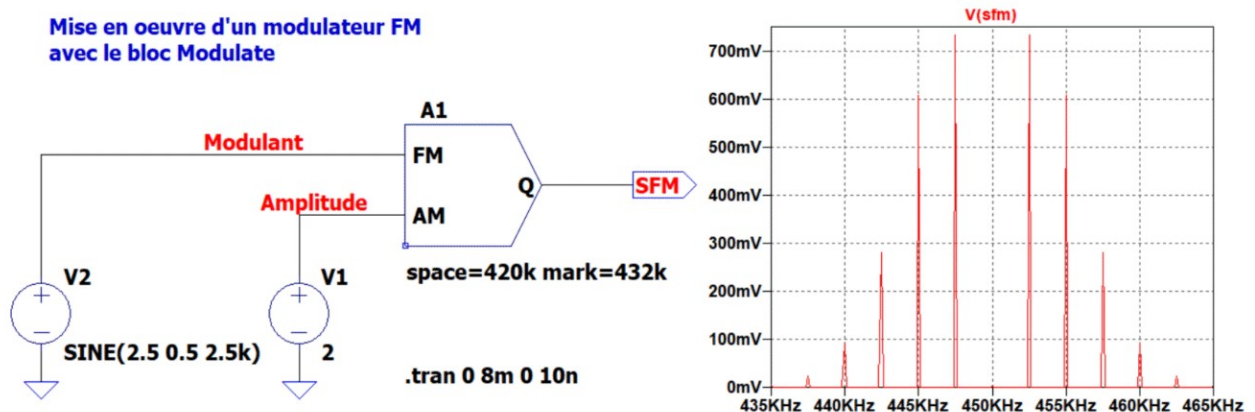 Mise en oeuvre d'un modulateur FM
avec le bloc Modulate
A1
Modulant
FM
Q
SFM
Amplitude
AM
V2
V1
space=420k mark=432k
SINE(2.5 0.5 2.5k)
2
.tran 0 8m 0 10n
V(sfm)
700mV
600mV
500mV
400mV
300mV
200mV
100mV
0mV
435KHz 440KHz 445KHz 450KHz 455KHz 460KHz 465KHz